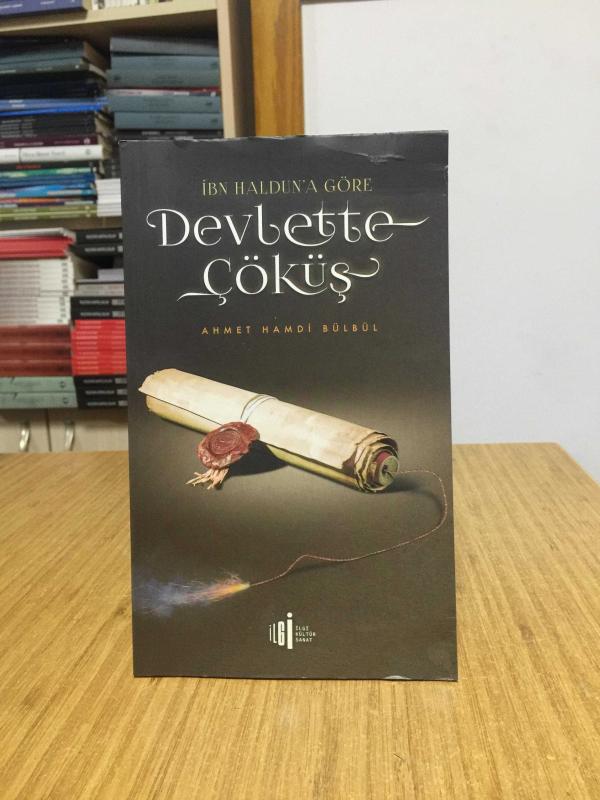 İBN HALDUN'A GÖRE
Devlette
Çöküş
AHMET HAMDİ BÜLBÜL
İLGİ
İLGİ
KÜLTÜR
SANAT